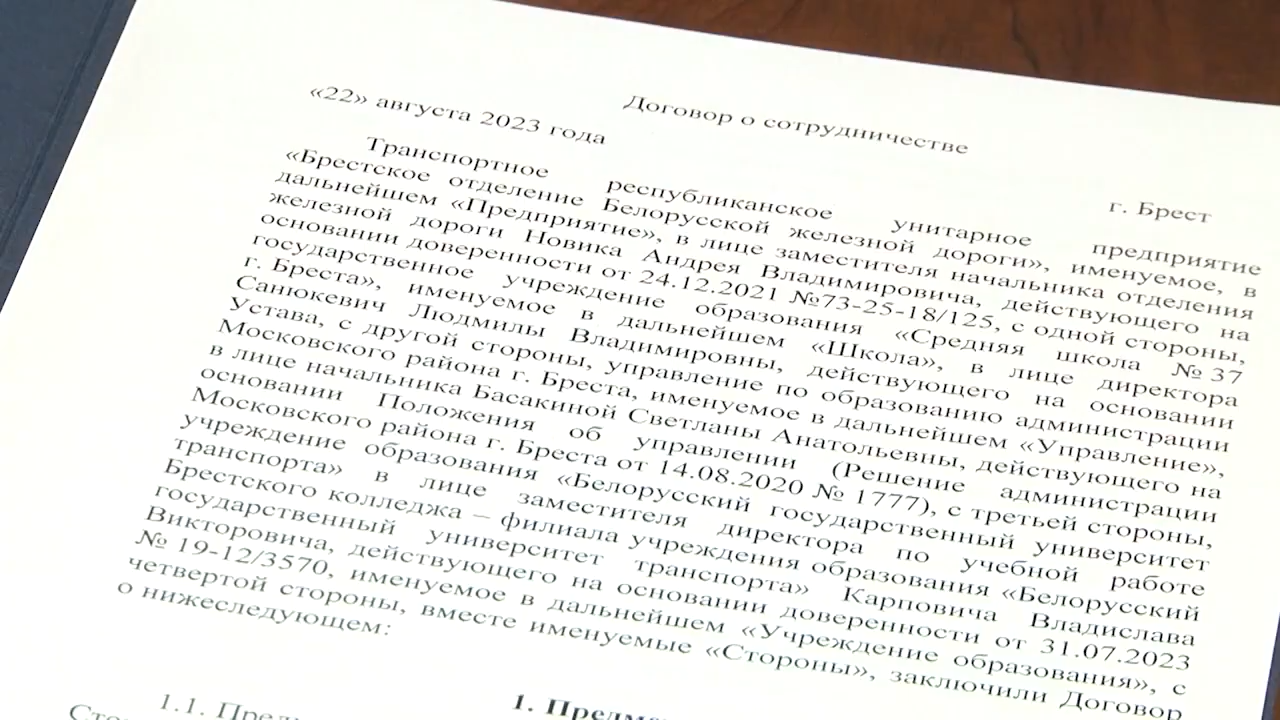 Договор о сотрудничестве
«22» августа 2023 года г. Брест
Транспортное республиканское унитарное предприятие
«Брестское отделение Белорусской железной дороги», именуемое, в
дальнейшем «Предприятие», в лице заместителя начальника отделения
железной дороги Новика Андрея Владимировича, действующего на
основании доверенности от 24.12.2021 №73-25-18/125, с одной стороны,
государственное учреждение образования «Средняя школа № 37
г. Бреста», именуемое в дальнейшем «Школа», в лице директора
Санюкевич Людмилы Владимировны, действующего на основании
Устава, с другой стороны, управление по образованию администрации
Московского района г. Бреста, именуемое в дальнейшем «Управление»,
в лице начальника Басакиной Светланы Анатольевны, действующего на
основании Положения об управлении (Решение администрации
Московского района г. Бреста от 14.08.2020 № 1777), с третьей стороны,
учреждение образования «Белорусский государственный университет
транспорта» в лице заместителя директора по учебной работе
Брестского колледжа – филиала учреждения образования «Белорусский
государственный университет транспорта» Карповича Владислава
Викторовича, действующего на основании доверенности от 31.07.2023
№ 19-12/3570, именуемое в дальнейшем «Учреждение образования», с
четвертой стороны, вместе именуемые «Стороны», заключили Договор
о нижеследующем:
1.
1.1.